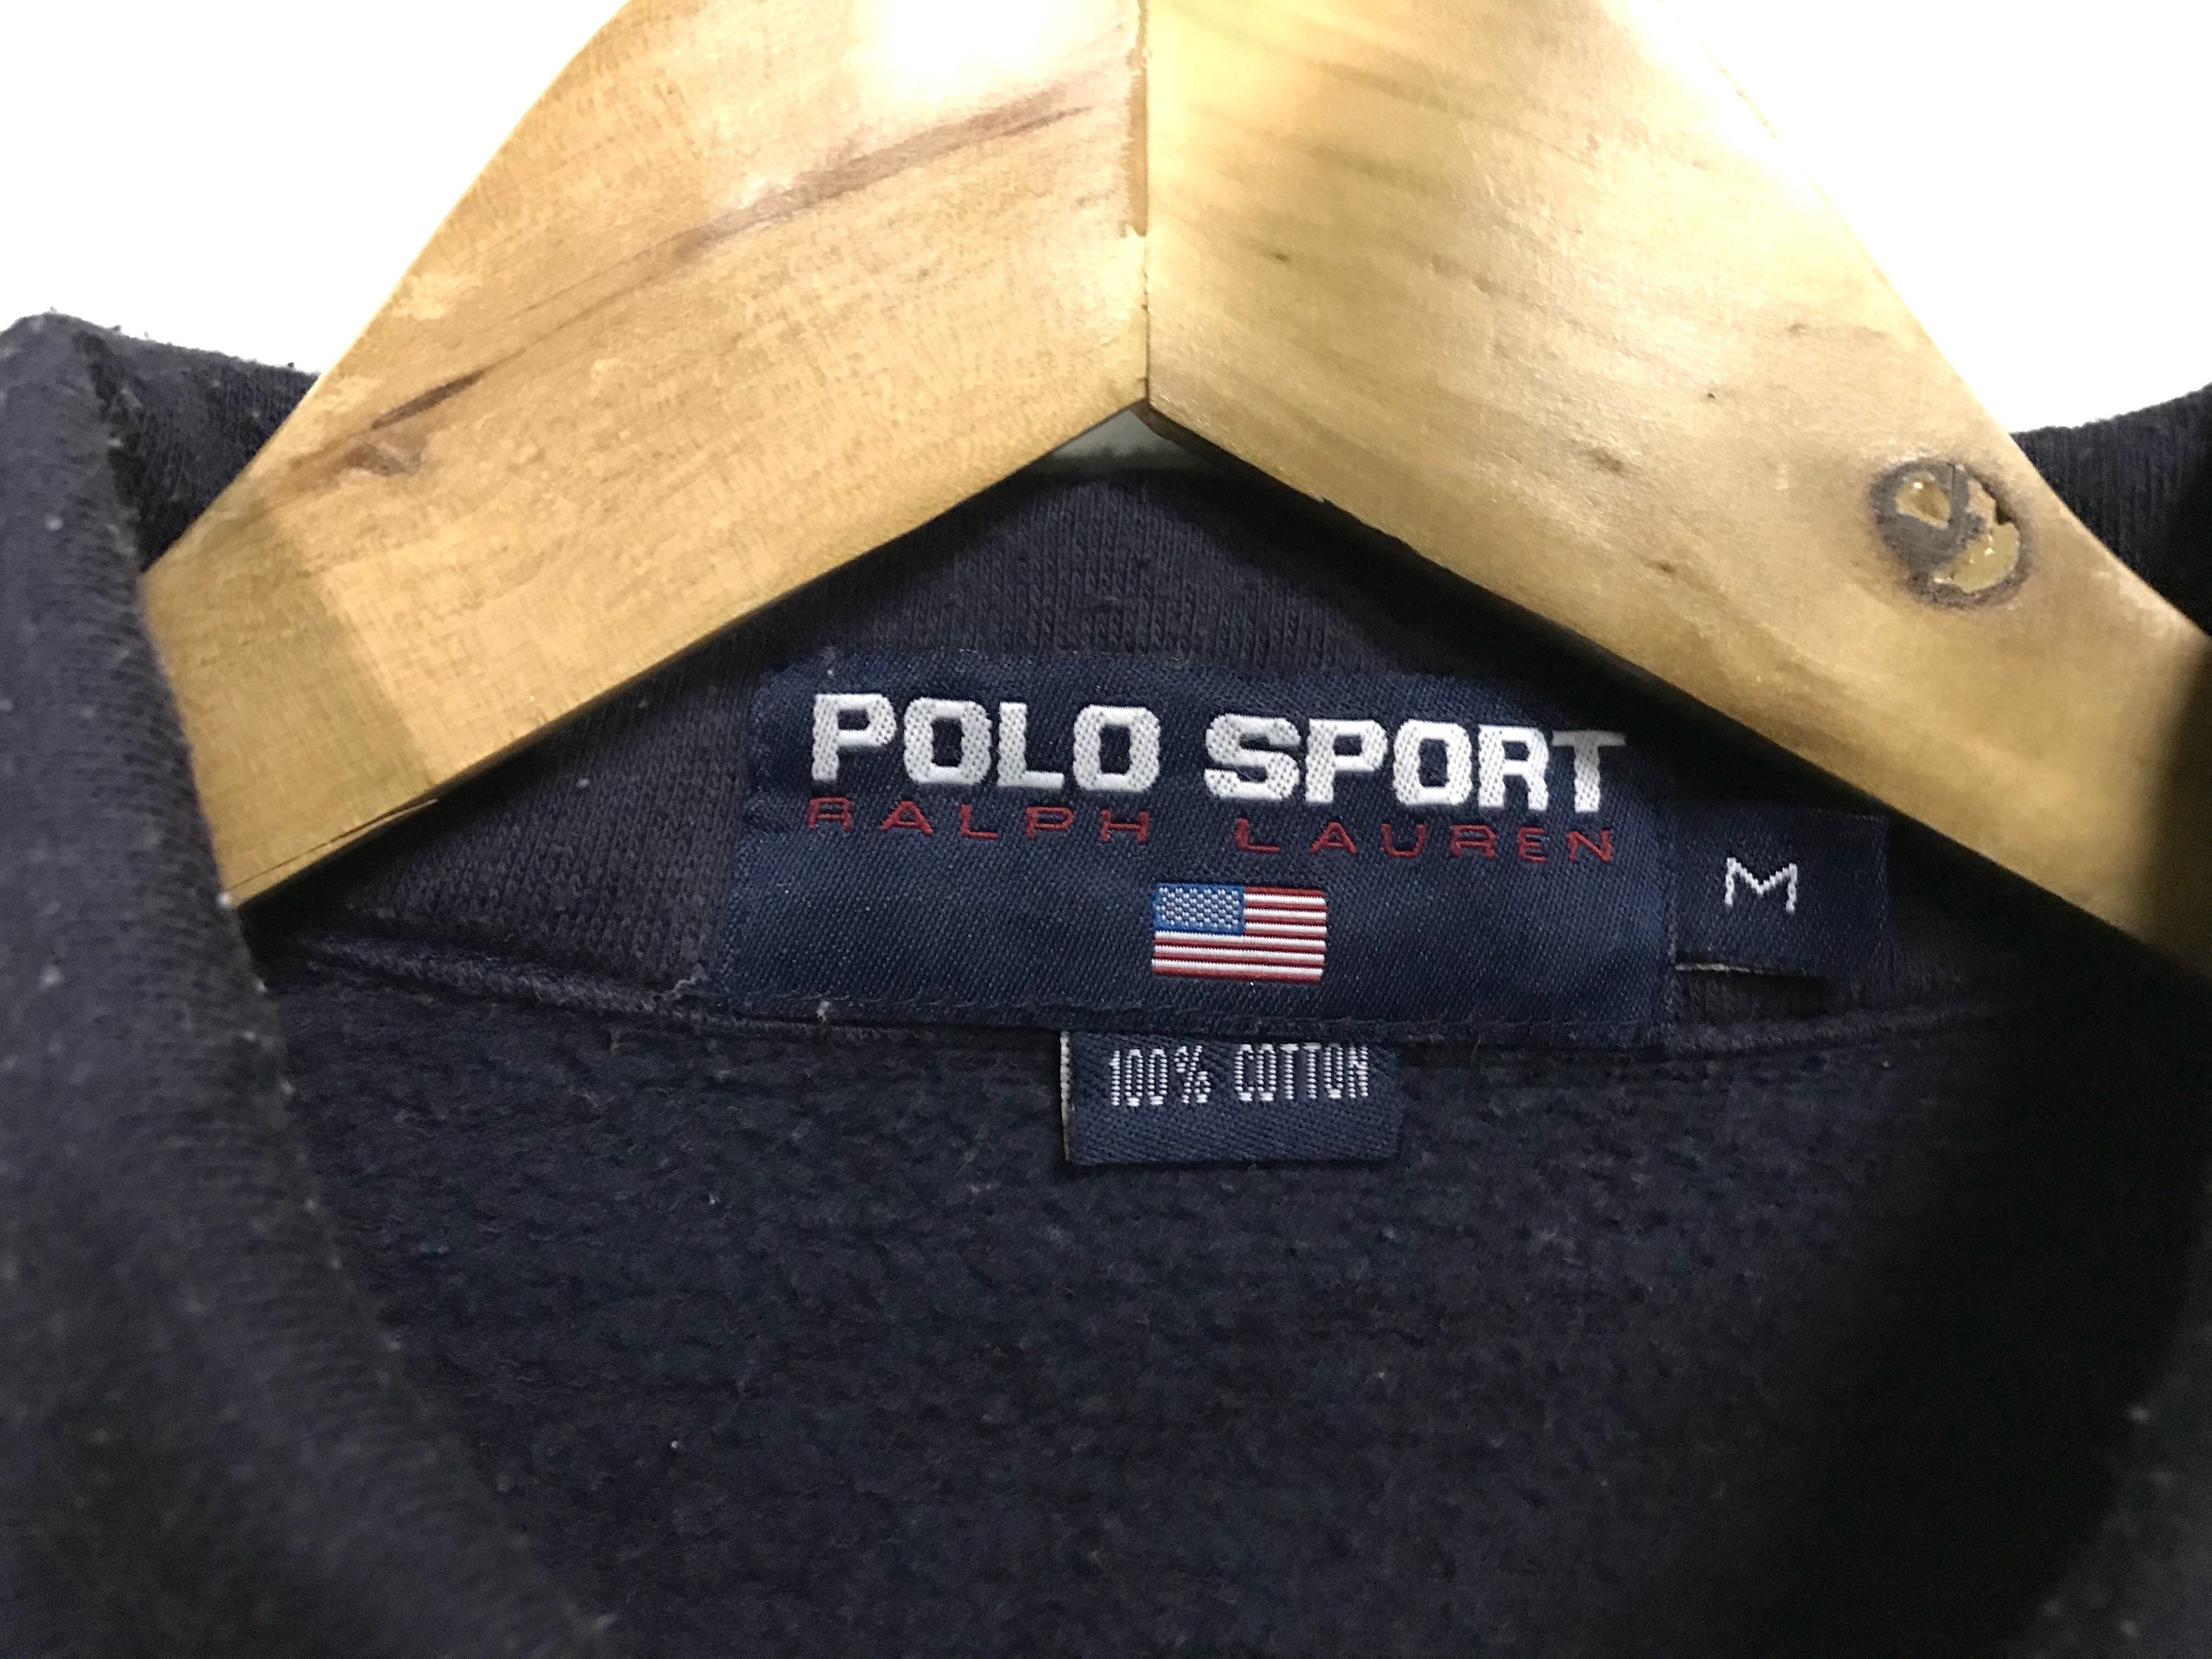 POLO SPORT
RALPH LAUREN
M
100% COTTON